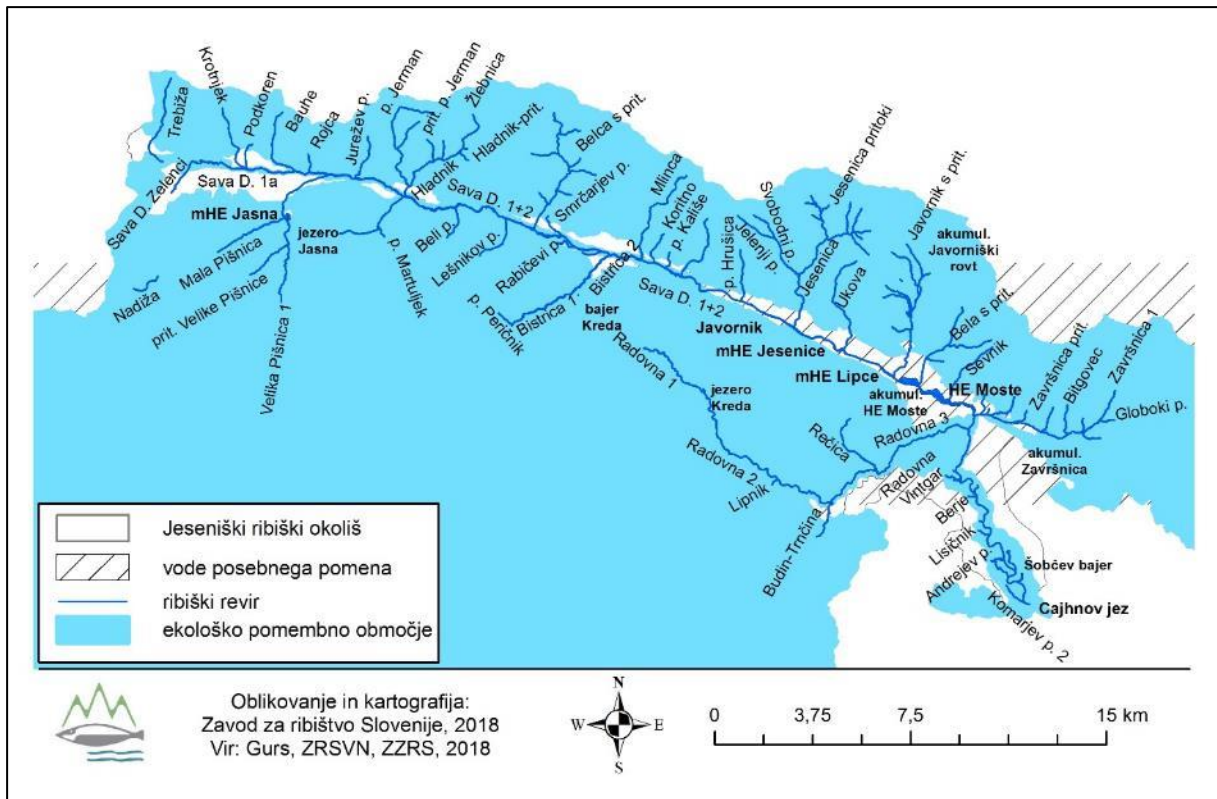 Trebiža
Krotnjek
Podkoren
Bauhe
Rojca
Jurežev p.
p. Jerman
prit. p. Jerman
Žlebnica
Hladnik-prit.
Hladnik
Belca s prit.
Smrčarjev p.
Mlinca
Koritno
p. Kališe
p. Hrušica
Jelenji p.
Svobodni p.
Jesenica
Jesenica pritoki
Ukova
Javornik s prit.
akumul.
Javorniški
rovt
Bela s prit.
Sevnik
Završnica prit.
Bitgovec
Završnica 1
Globoki p.
Sava D. Zelenci
Sava D. 1a
mHE Jasna
jezero
Jasna
Mala Pišnica
Nadiža
prit. Velike Pišnice
Velika Pišnica 1
p. Martuljek
Beli p.
Sava D. 1+2
Lešnikov p.
Rabičevi p.
Bistrica 2
p. Peričnik
Bistrica 1
bajer
Kreda
Sava D. 1+2
Javornik
mHE Jesenice
mHE Lipce
akumul.
HE Moste
HE Moste
akumul.
Završnica
Radovna 1
jezero
Kreda
Radovna 2
Lipnik
Rečica
Radovna 3
Radovna
Vintgar
Budin-Trnčina
Berje
Lisičnik
Andrejev p.
Komarjev p. 2
Šobčev bajer
Cajhnov jez
Jeseniški ribiški okoliš
vode posebnega pomena
ribiški revir
ekološko pomembno območje
Oblikovanje in kartografija:
Zavod za ribištvo Slovenije, 2018
Vir: Gurs, ZRSVN, ZZRS, 2018
N
W E
S
0 3,75 7,5 15 km